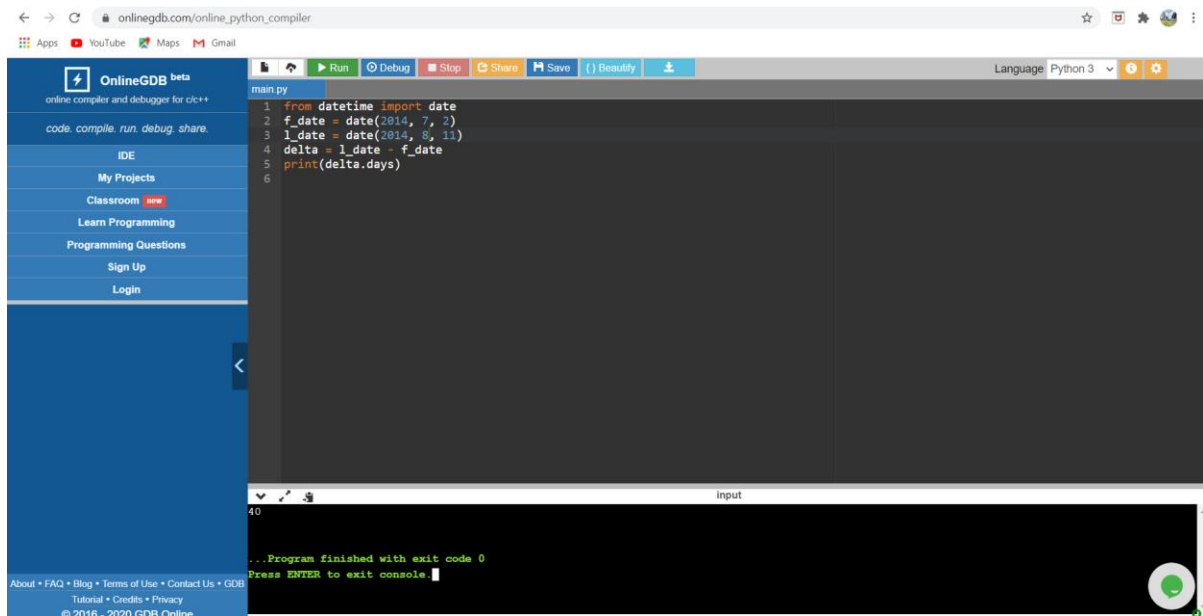 onlinegdb.com/online_python_compiler
Apps YouTube Maps Gmail
OnlineGDB beta
online compiler and debugger for c/c++
code. compile. run. debug. share.
IDE
My Projects
Classroom new
Learn Programming
Programming Questions
Sign Up
Login
About • FAQ • Blog • Terms of Use • Contact Us • GDB
Tutorial • Credits • Privacy
© 2016 - 2020 GDB Online
Run Debug Stop Share Save { } Beautify
Language Python 3
main.py
1 from datetime import date
2 f_date = date(2014, 7, 2)
3 l_date = date(2014, 8, 11)
4 delta = l_date - f_date
5 print(delta.days)
6
input
40
...Program finished with exit code 0
Press ENTER to exit console.